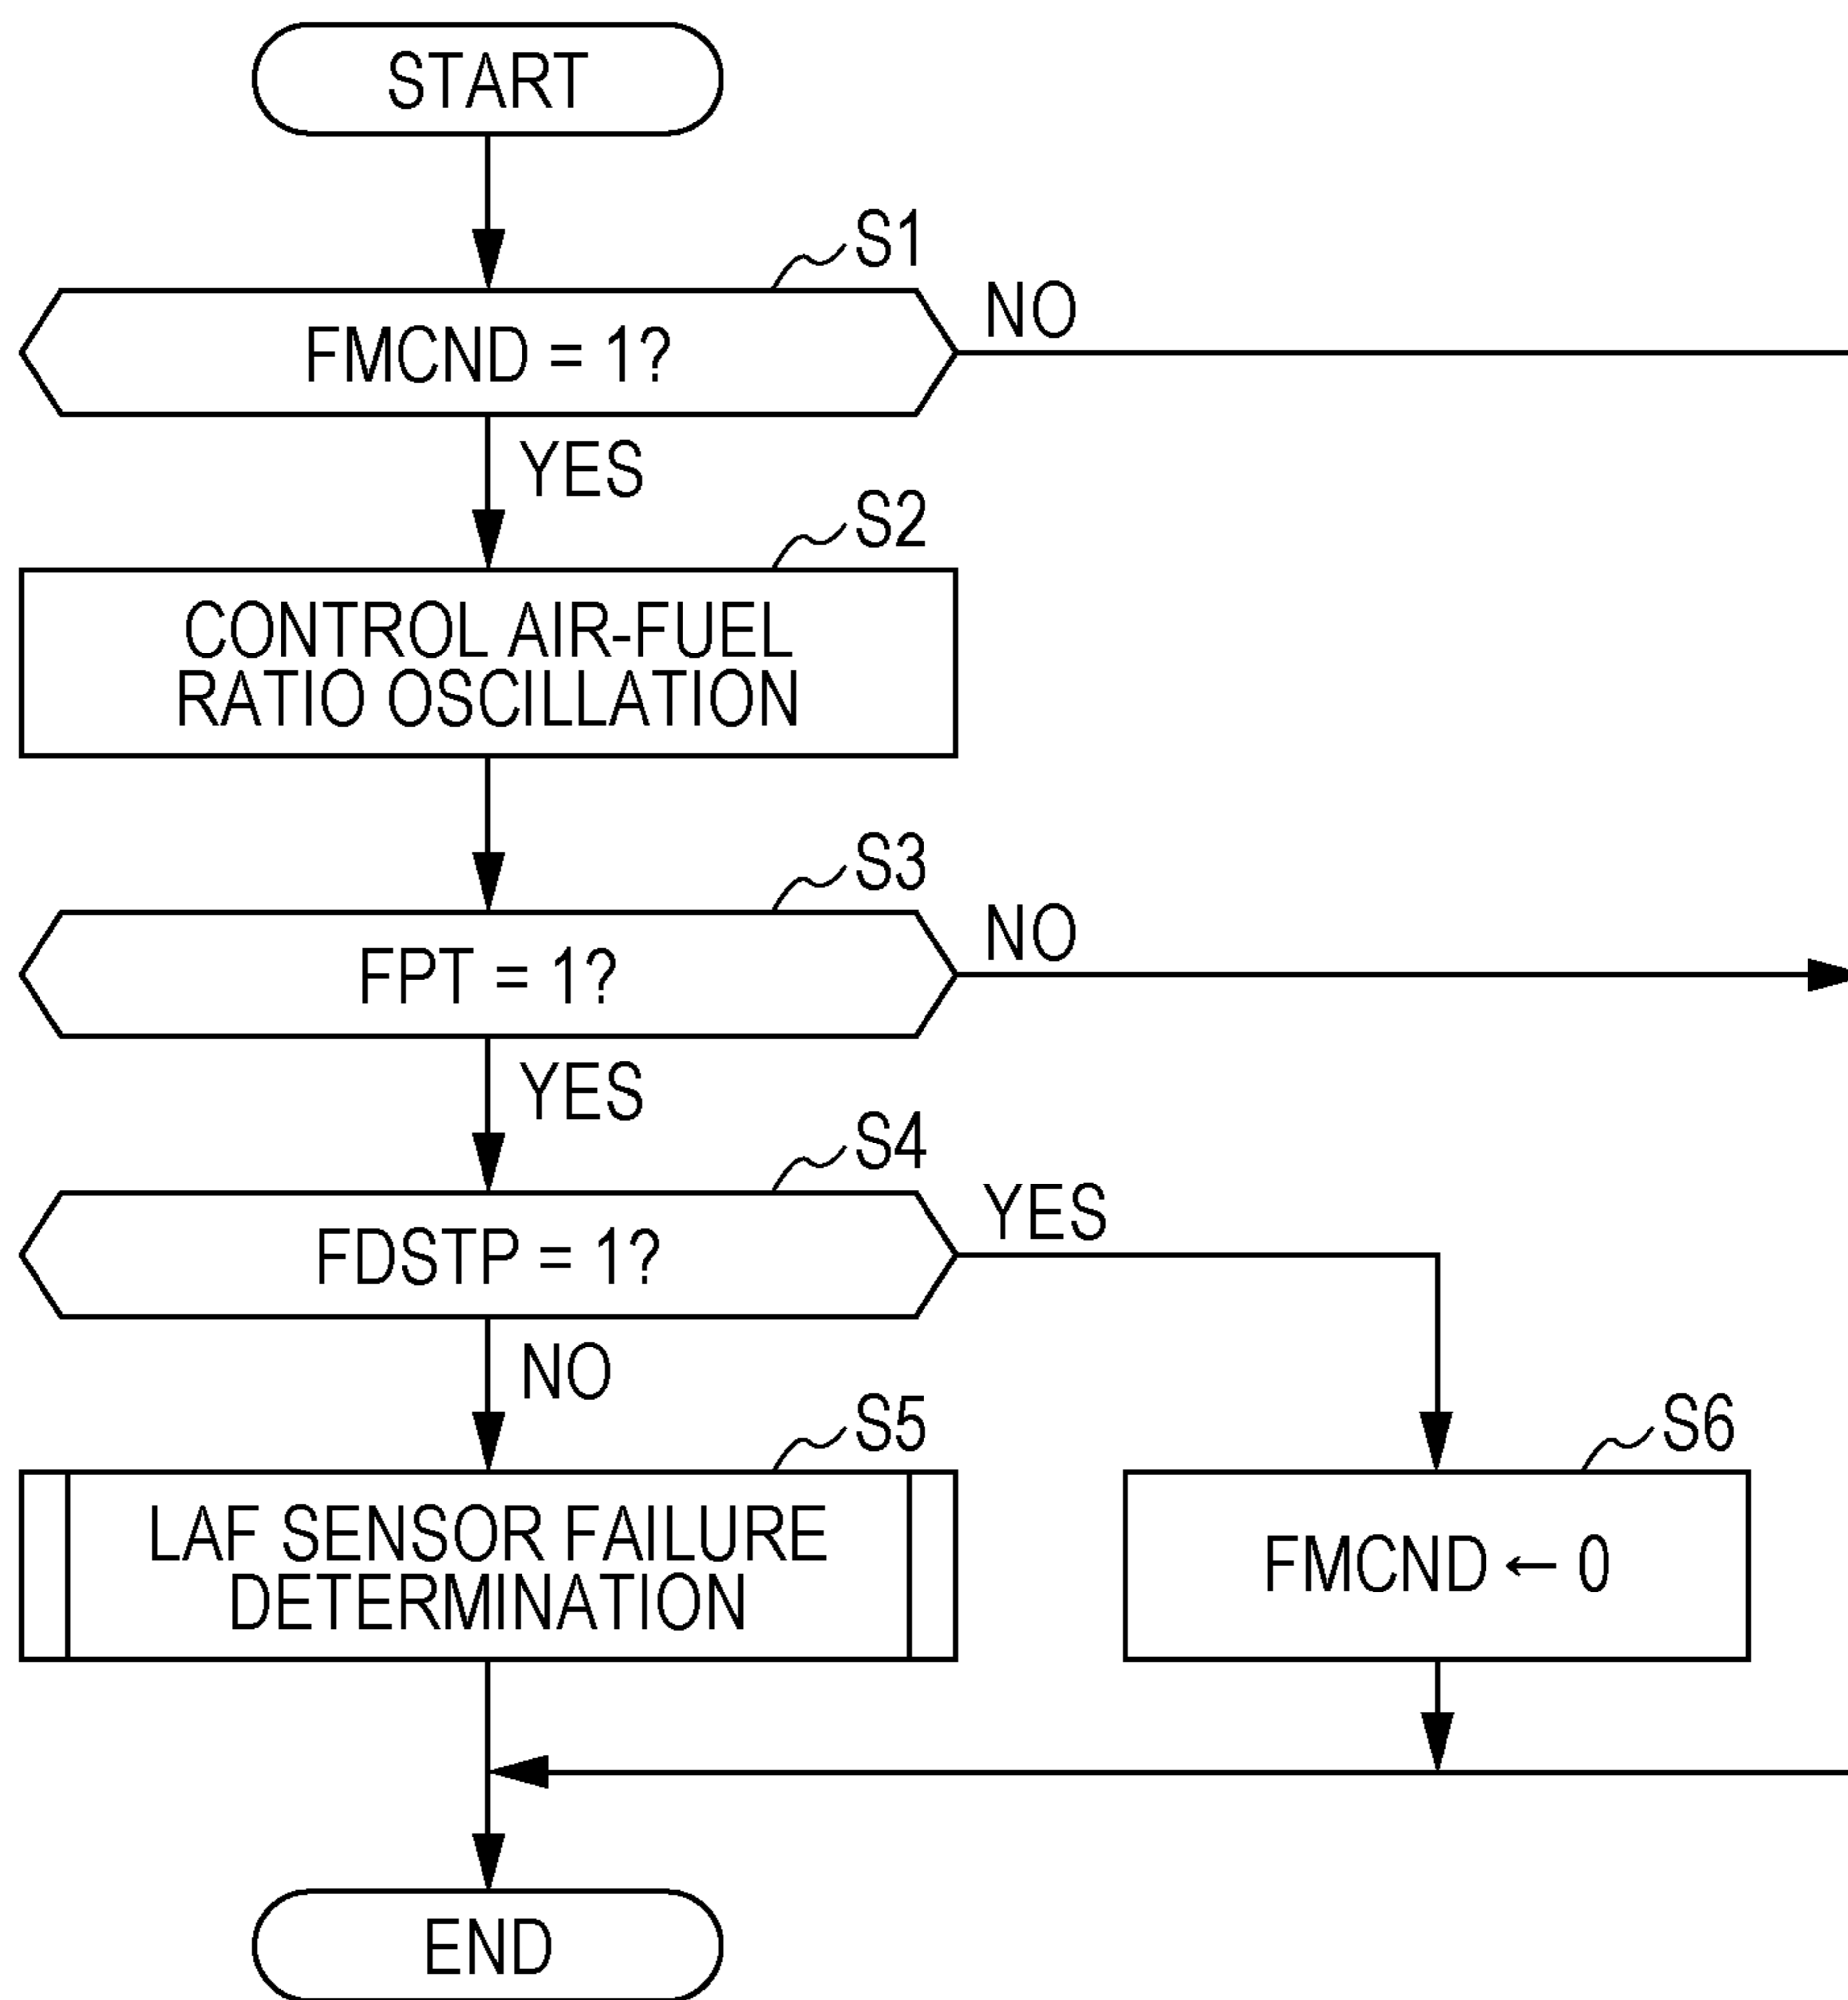 START
S1
FMCND = 1?
NO
YES
S2
CONTROL AIR-FUEL
RATIO OSCILLATION
S3
FPT = 1?
NO
YES
S4
FDSTP = 1?
YES
NO
S5
LAF SENSOR FAILURE
DETERMINATION
S6
FMCND ← 0
END